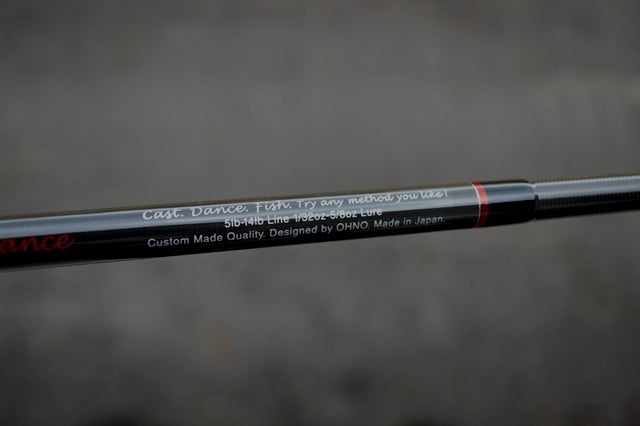 ance
Cast. Dance. Fish. Try any method you like!
5lb-14lb Line 1/32oz-5/8oz Lure
Custom Made Quality. Designed by OHNO. Made in Japan.